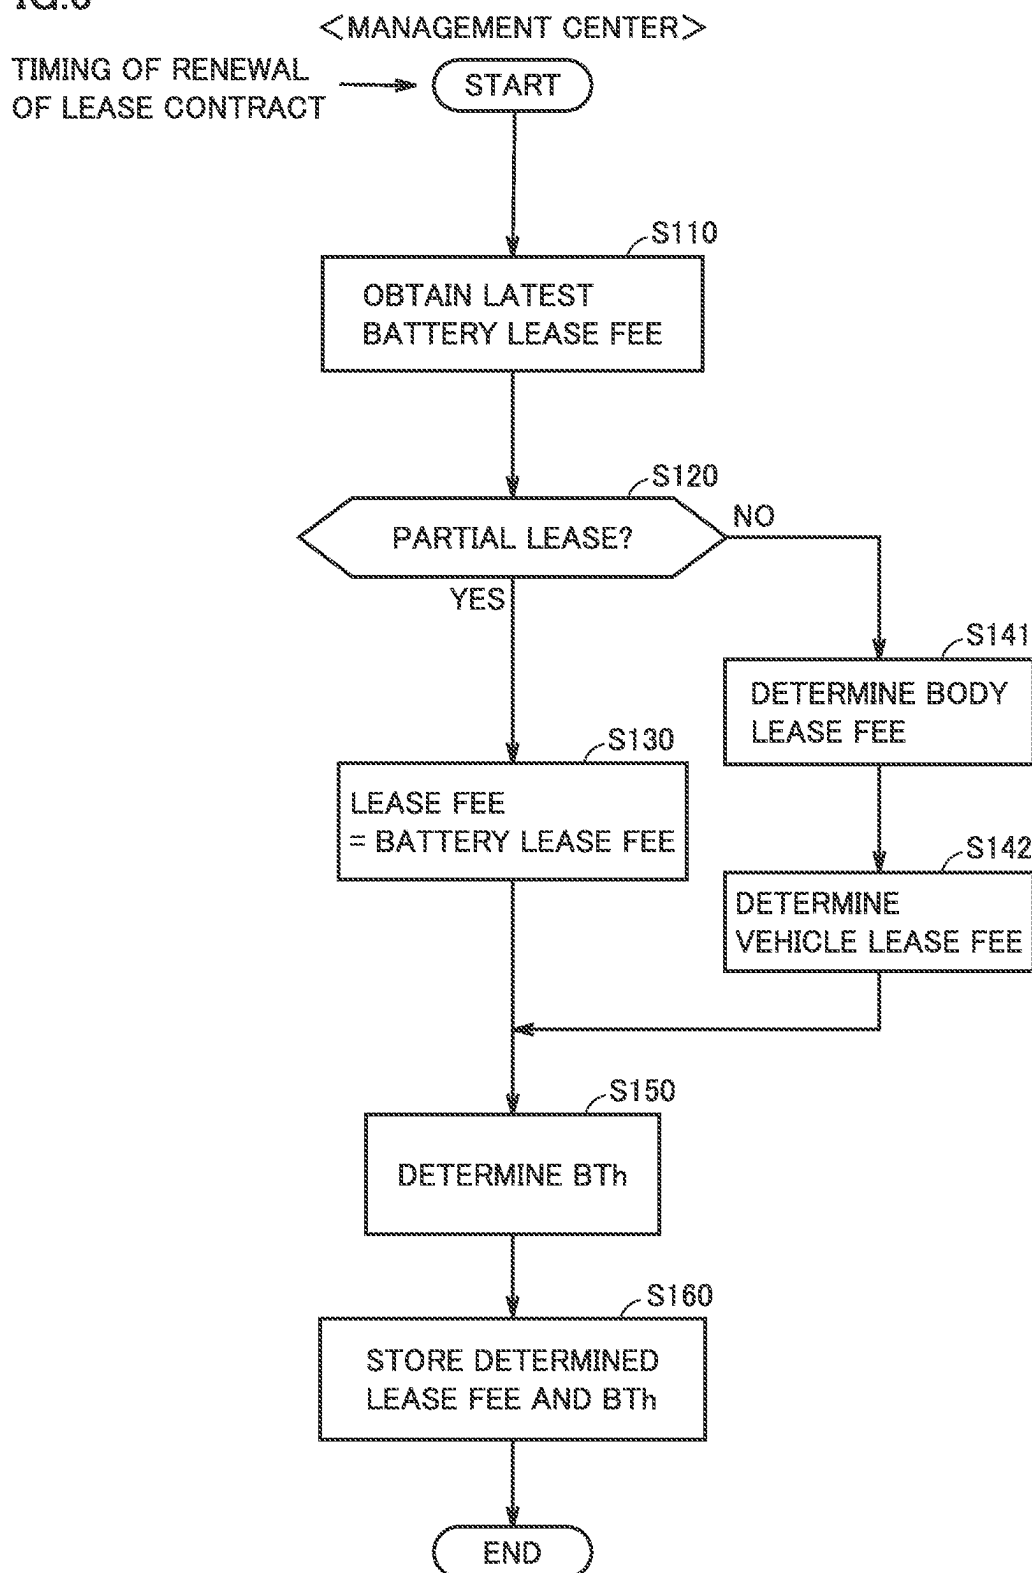 <MANAGEMENT CENTER>
TIMING OF RENEWAL
OF LEASE CONTRACT
START
S110
OBTAIN LATEST
BATTERY LEASE FEE
S120
PARTIAL LEASE?
NO
YES
S141
DETERMINE BODY
LEASE FEE
S130
LEASE FEE
= BATTERY LEASE FEE
S142
DETERMINE
VEHICLE LEASE FEE
S150
DETERMINE BTh
S160
STORE DETERMINED
LEASE FEE AND BTh
END